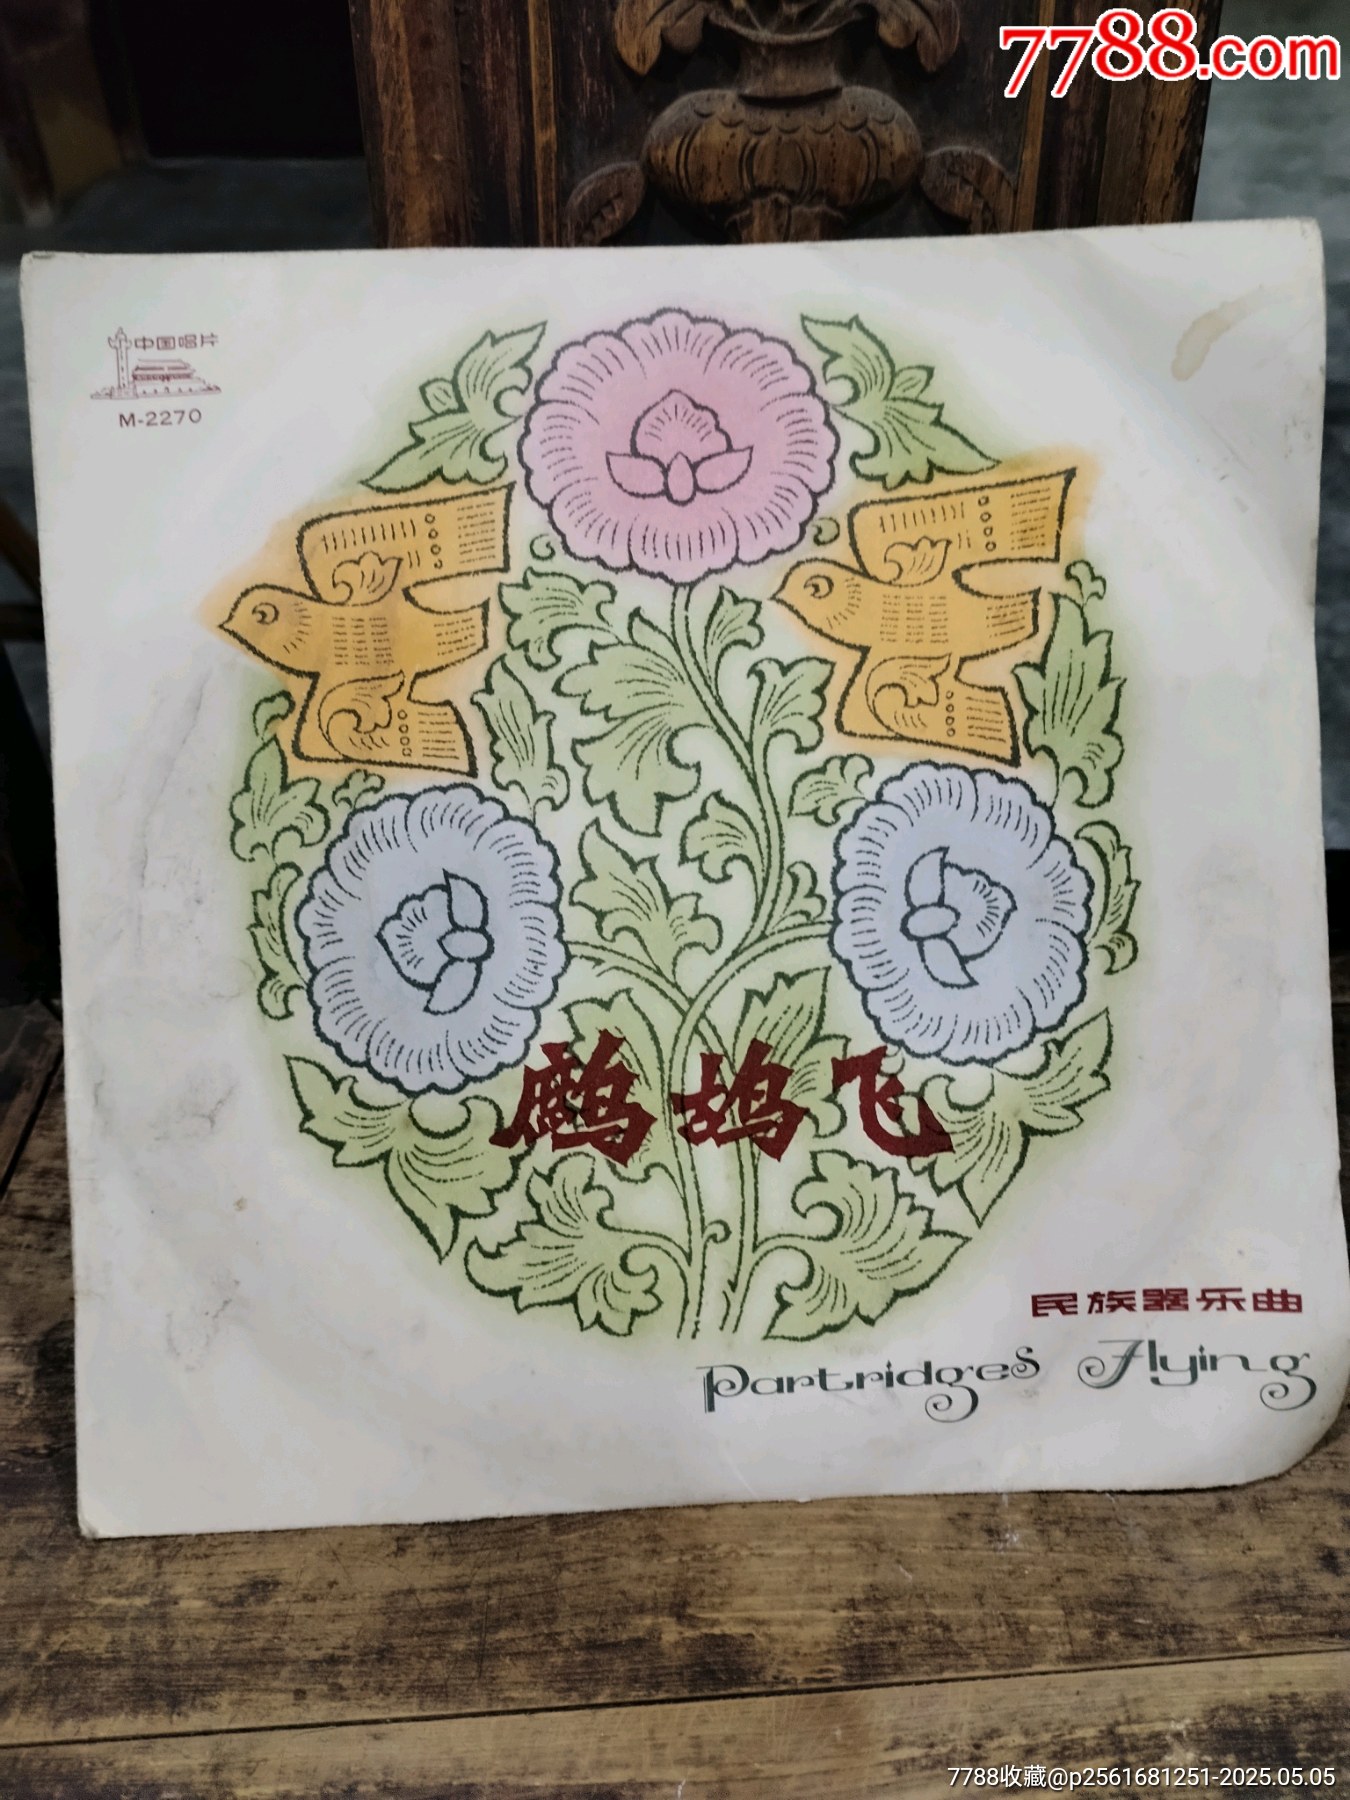 7788.com
中国唱片
M-2270
鹧鸪飞
民族器乐曲
Partridges Flying
7788收藏@p2561681251-2025.05.05